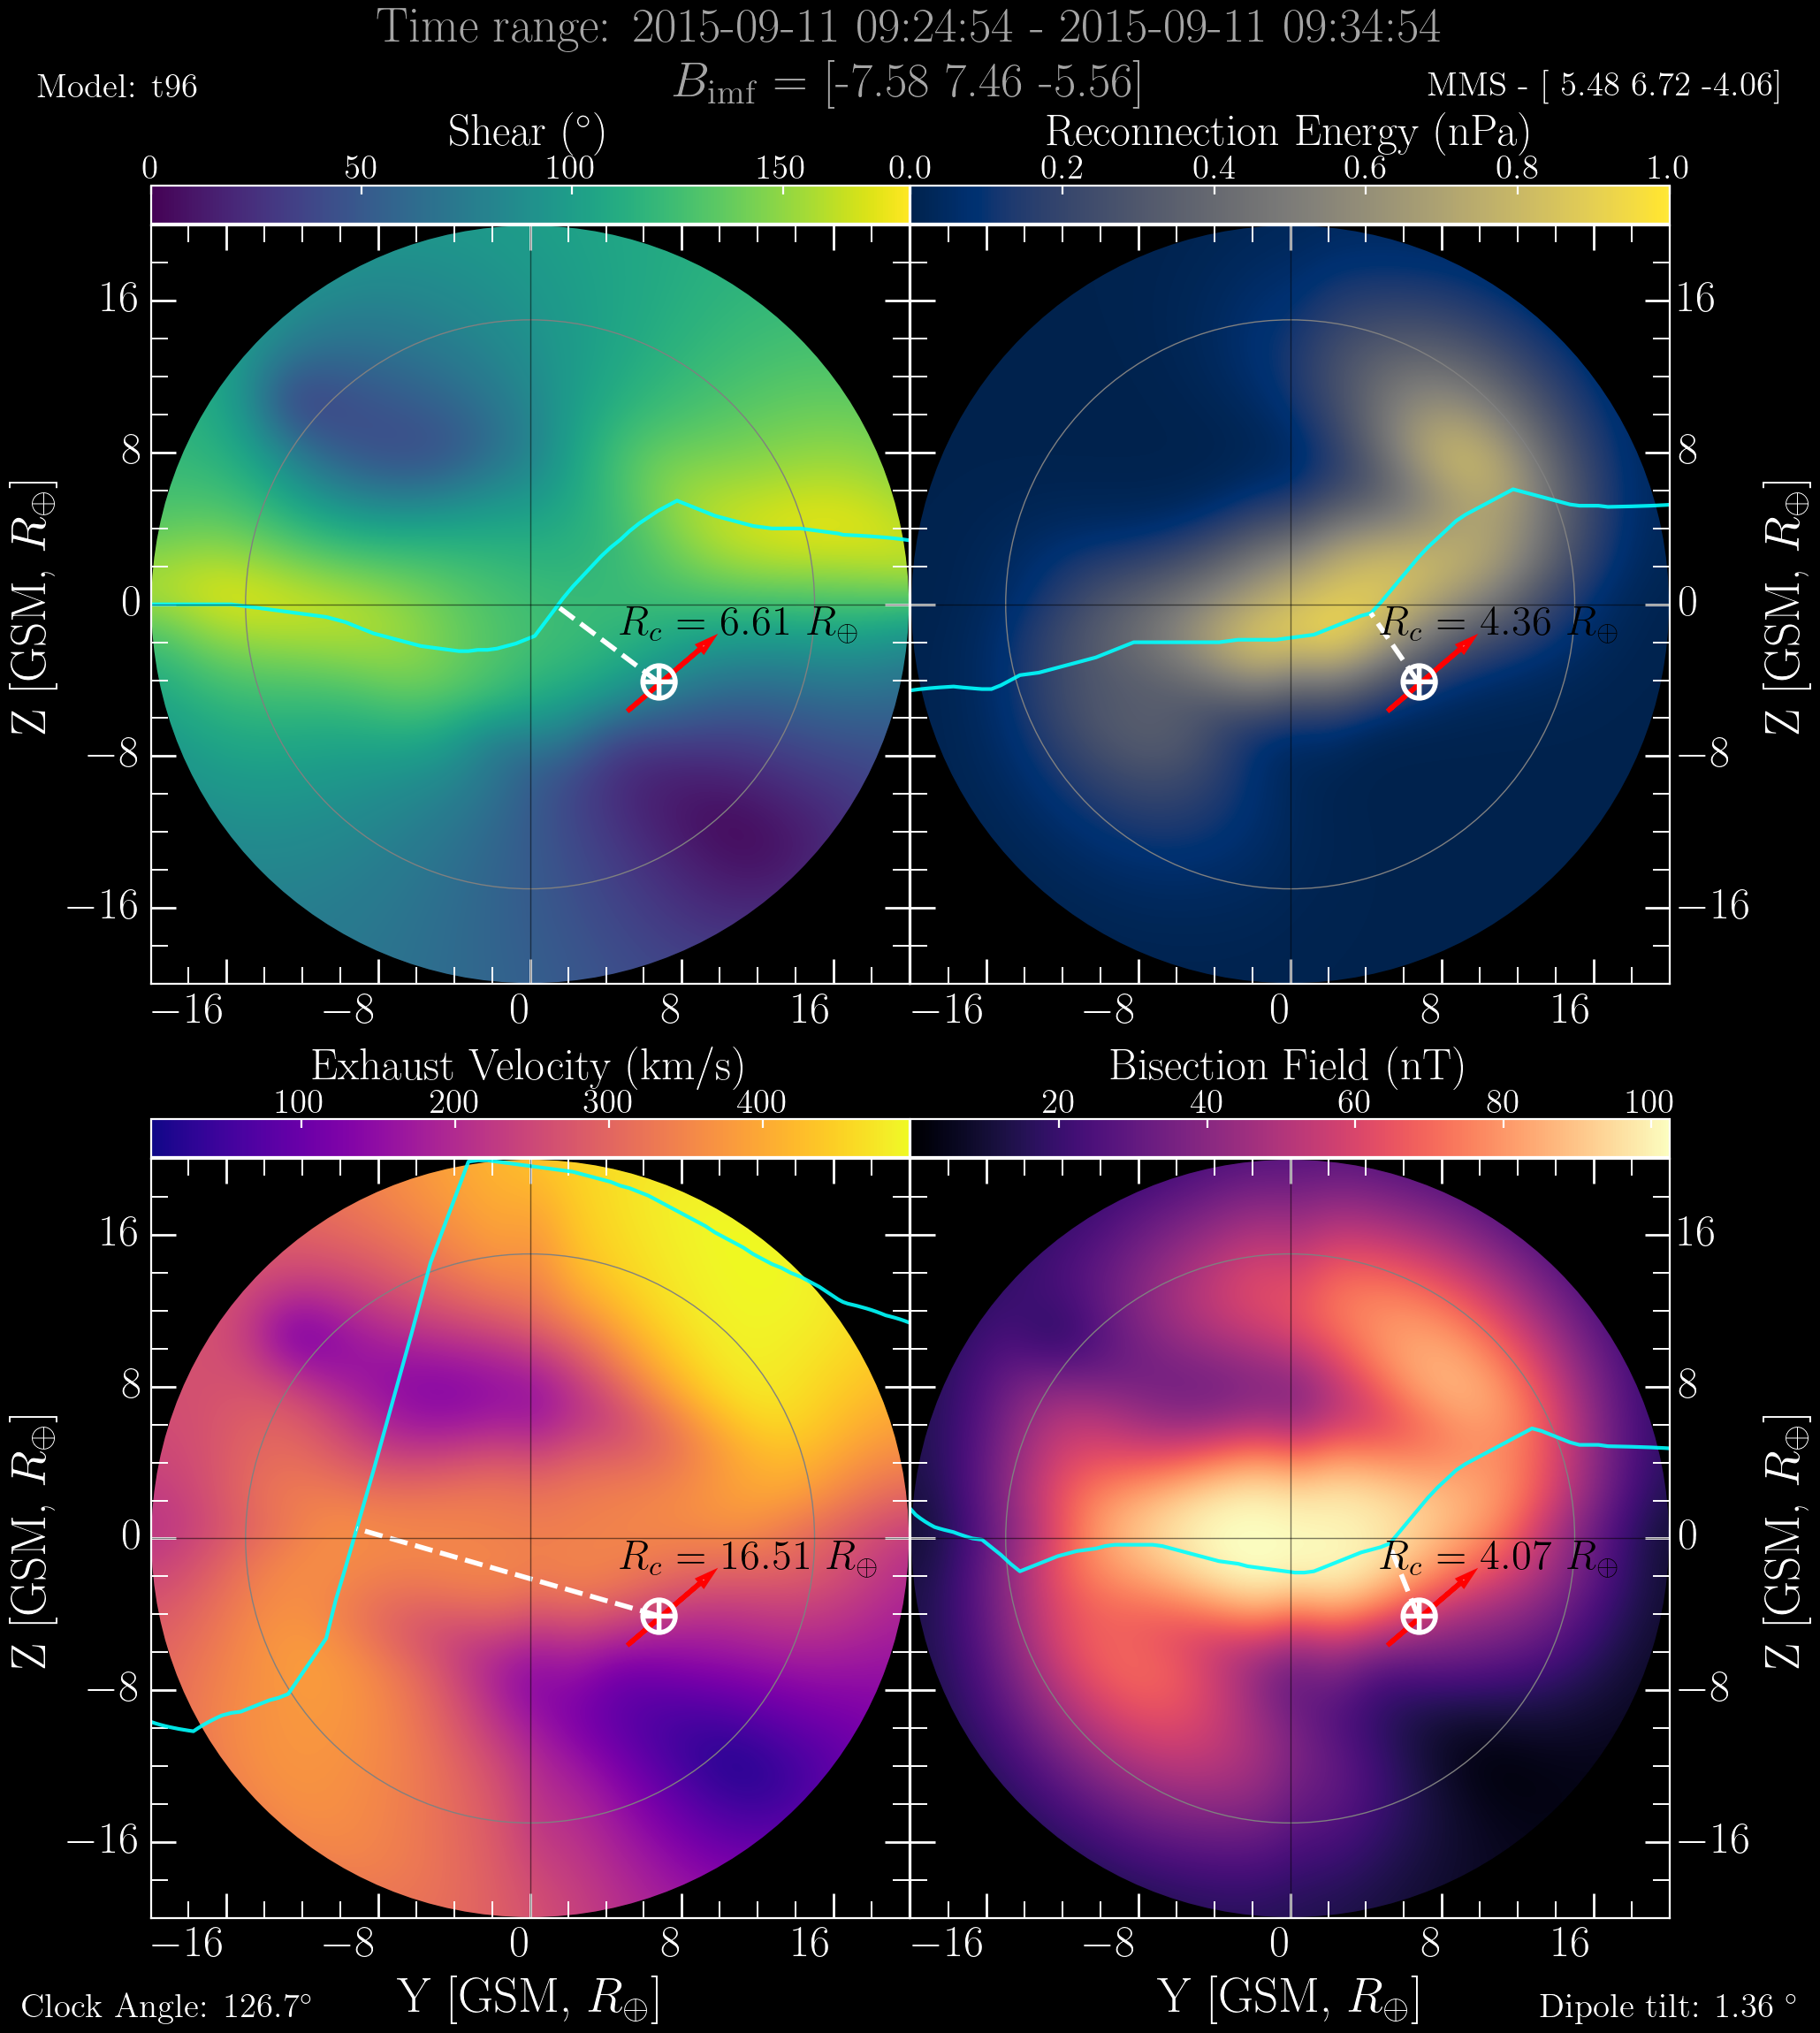 Time range: 2015-09-11 09:24:54 - 2015-09-11 09:34:54
Model: t96
B_imf = [-7.58 7.46 -5.56]
MMS - [ 5.48 6.72 -4.06]
Shear (°)
Reconnection Energy (nPa)
0 50 100 150
0.0 0.2 0.4 0.6 0.8 1.0
16
8
0
−8
−16
Z [GSM, R⊕]
R_c = 6.61 R⊕
R_c = 4.36 R⊕
16
8
0
−8
−16
Z [GSM, R⊕]
−16 −8 0 8 16
−16 −8 0 8 16
Exhaust Velocity (km/s)
Bisection Field (nT)
100 200 300 400
20 40 60 80 100
16
8
0
−8
−16
Z [GSM, R⊕]
R_c = 16.51 R⊕
R_c = 4.07 R⊕
16
8
0
−8
−16
Z [GSM, R⊕]
−16 −8 0 8 16
−16 −8 0 8 16
Y [GSM, R⊕]
Y [GSM, R⊕]
Clock Angle: 126.7°
Dipole tilt: 1.36 °